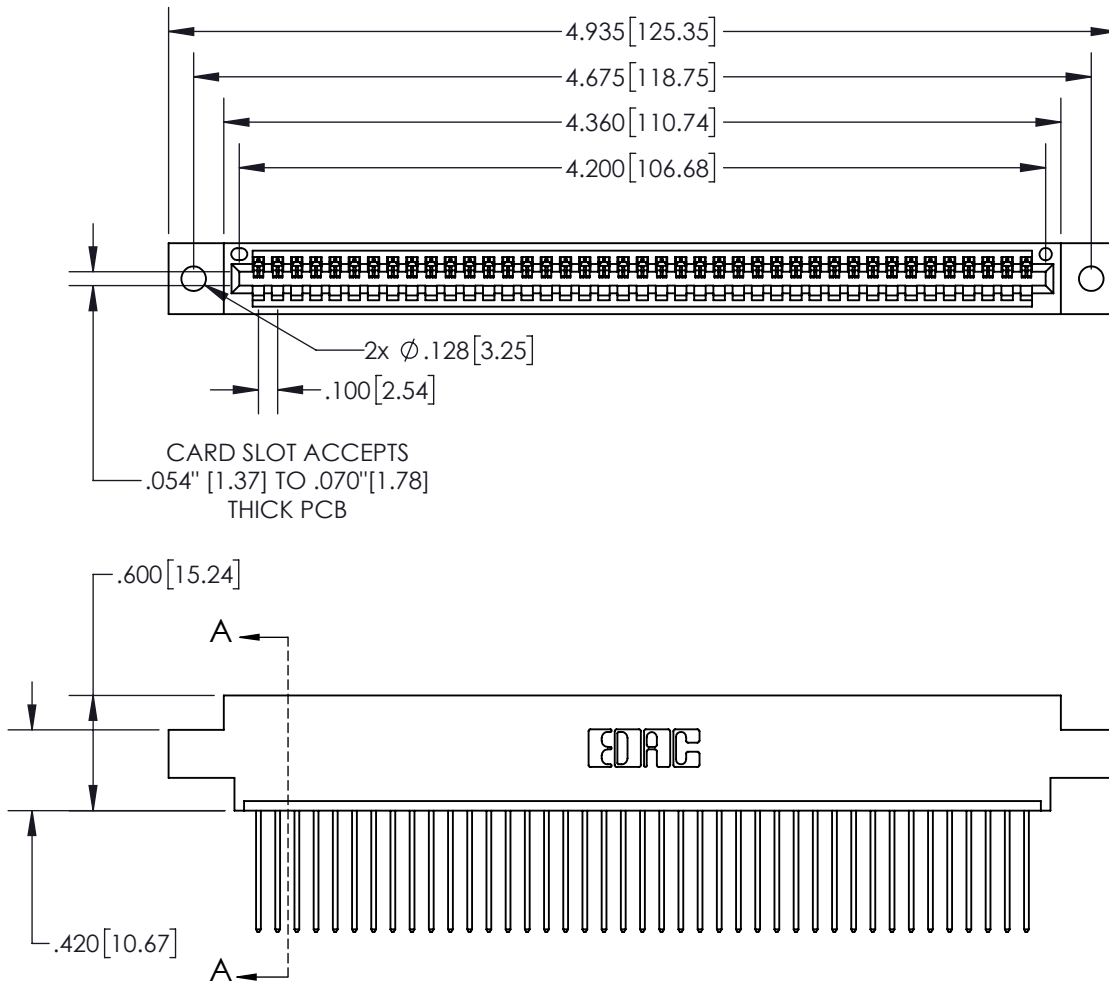 4.935[125.35]
4.675[118.75]
4.360[110.74]
4.200[106.68]
2x Ø.128[3.25]
.100[2.54]
CARD SLOT ACCEPTS
.054" [1.37] TO .070"[1.78]
THICK PCB
.600[15.24]
A
EDAC
.420[10.67]
A